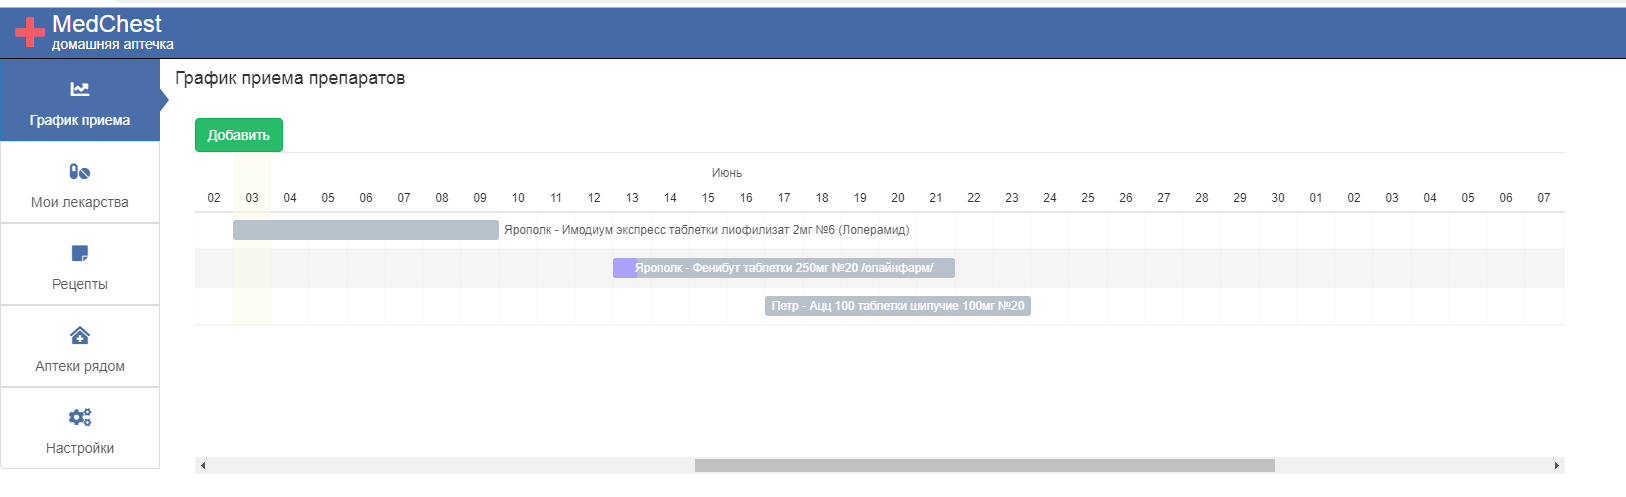 MedChest
домашняя аптечка
График приема
Мои лекарства
Рецепты
Аптеки рядом
Настройки
График приема препаратов
Добавить
Июнь
02 03 04 05 06 07 08 09 10 11 12 13 14 15 16 17 18 19 20 21 22 23 24 25 26 27 28 29 30 01 02 03 04 05 06 07
Ярополк - Имодиум экспресс таблетки лиофилизат 2мг №6 (Лоперамид)
Ярополк - Фенибут таблетки 250мг №20 /олайнфарм/
Петр - Ацц 100 таблетки шипучие 100мг №20